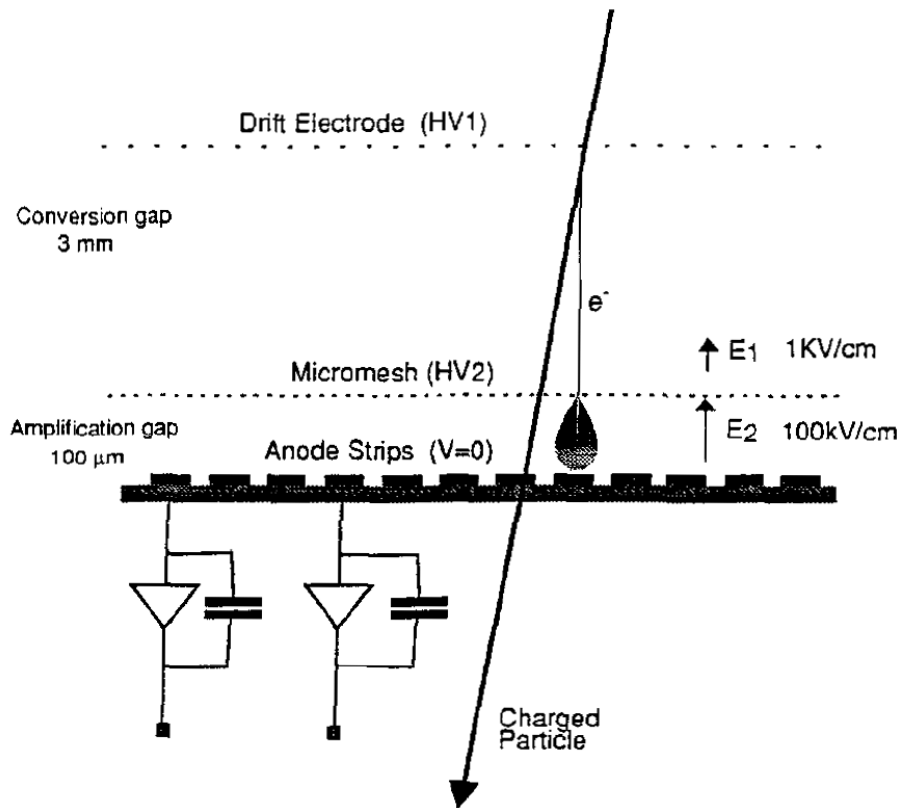 Drift Electrode (HV1)
Conversion gap
3 mm
e-
E1 1KV/cm
Micromesh (HV2)
Amplification gap
100 μm
E2 100kV/cm
Anode Strips (V=0)
Charged
Particle